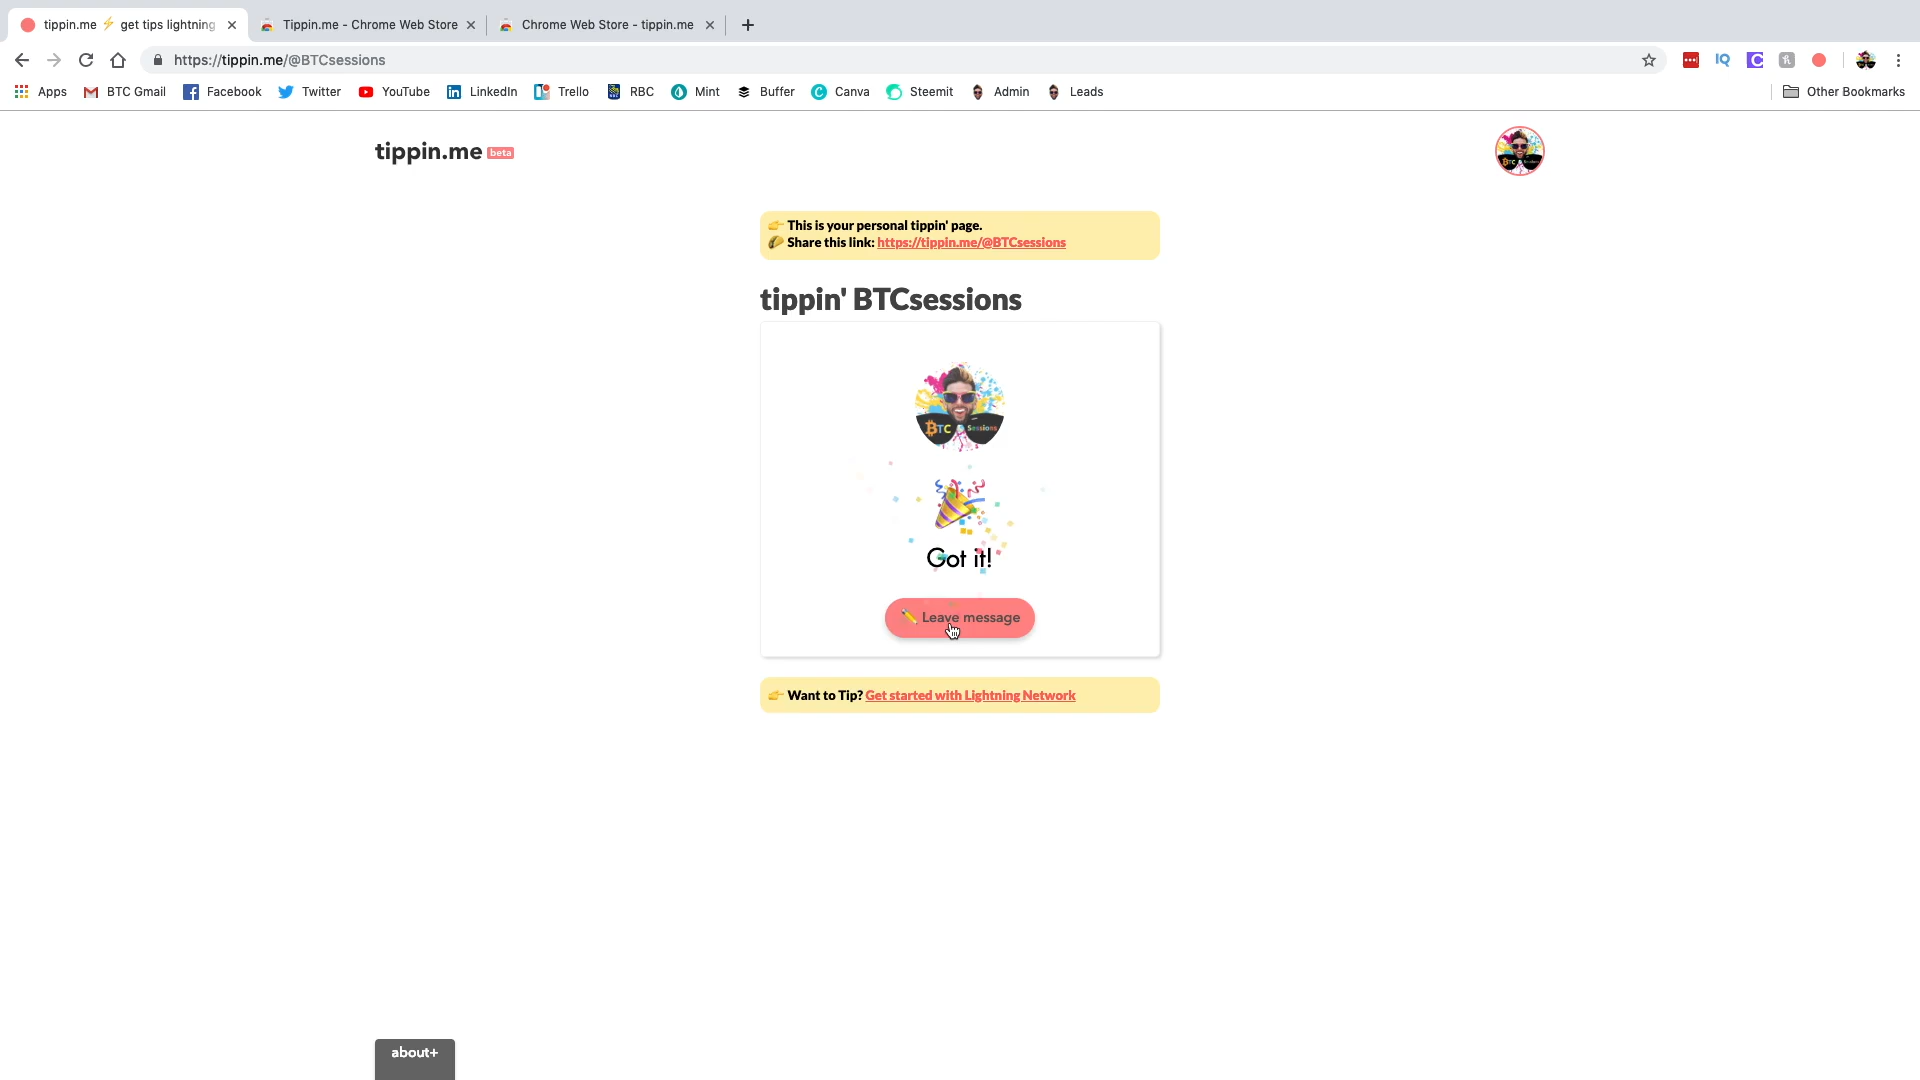 tippin.me ⚡ get tips lightning
Tippin.me - Chrome Web Store
Chrome Web Store - tippin.me
https://tippin.me/@BTCsessions
Apps
BTC Gmail
Facebook
Twitter
YouTube
LinkedIn
Trello
RBC
Mint
Buffer
Canva
Steemit
Admin
Leads
Other Bookmarks
tippin.me beta
👉 This is your personal tippin' page.
🌮 Share this link: https://tippin.me/@BTCsessions
tippin' BTCsessions
BTC Sessions
Got it!
✏️ Leave message
👉 Want to Tip? Get started with Lightning Network
about+